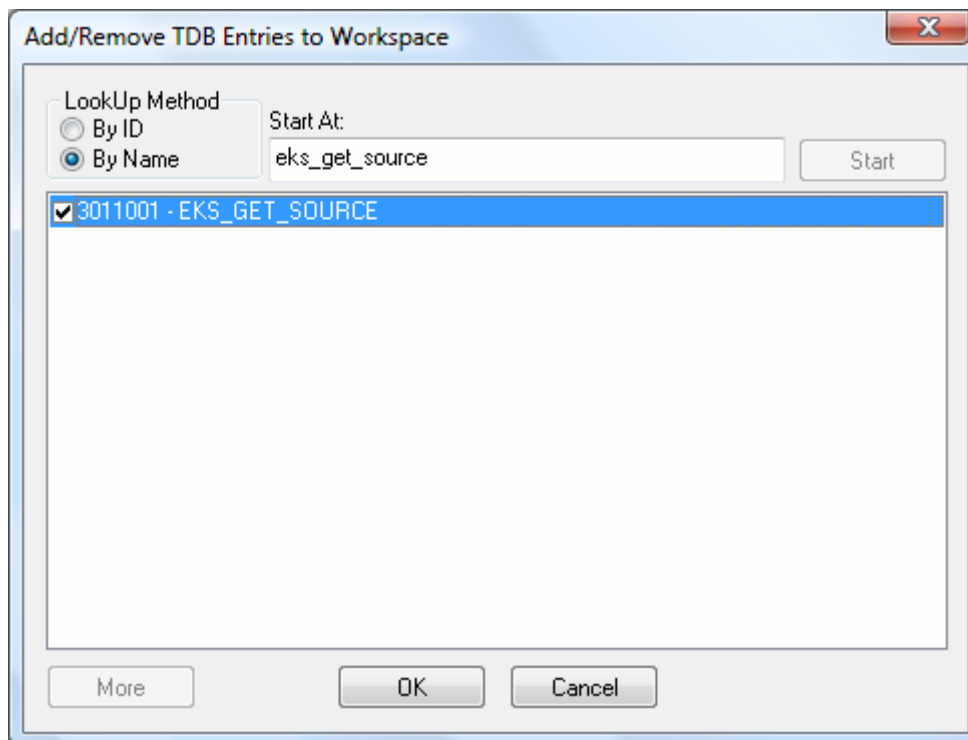 Add/Remove TDB Entries to Workspace
LookUp Method
By ID
By Name
Start At:
eks_get_source
Start
3011001 - EKS_GET_SOURCE
More
OK
Cancel